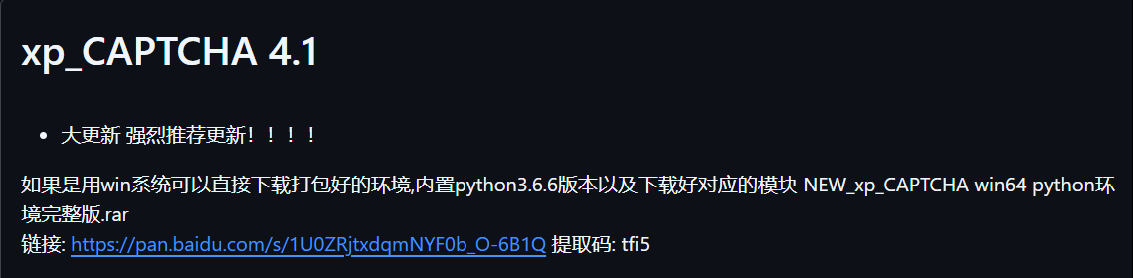 xp_CAPTCHA 4.1
大更新 强烈推荐更新！！！！
如果是用win系统可以直接下载打包好的环境,内置python3.6.6版本以及下载好对应的模块 NEW_xp_CAPTCHA win64 python环
境完整版.rar
链接: https://pan.baidu.com/s/1U0ZRjtxdqmNYF0b_O-6B1Q 提取码: tfi5